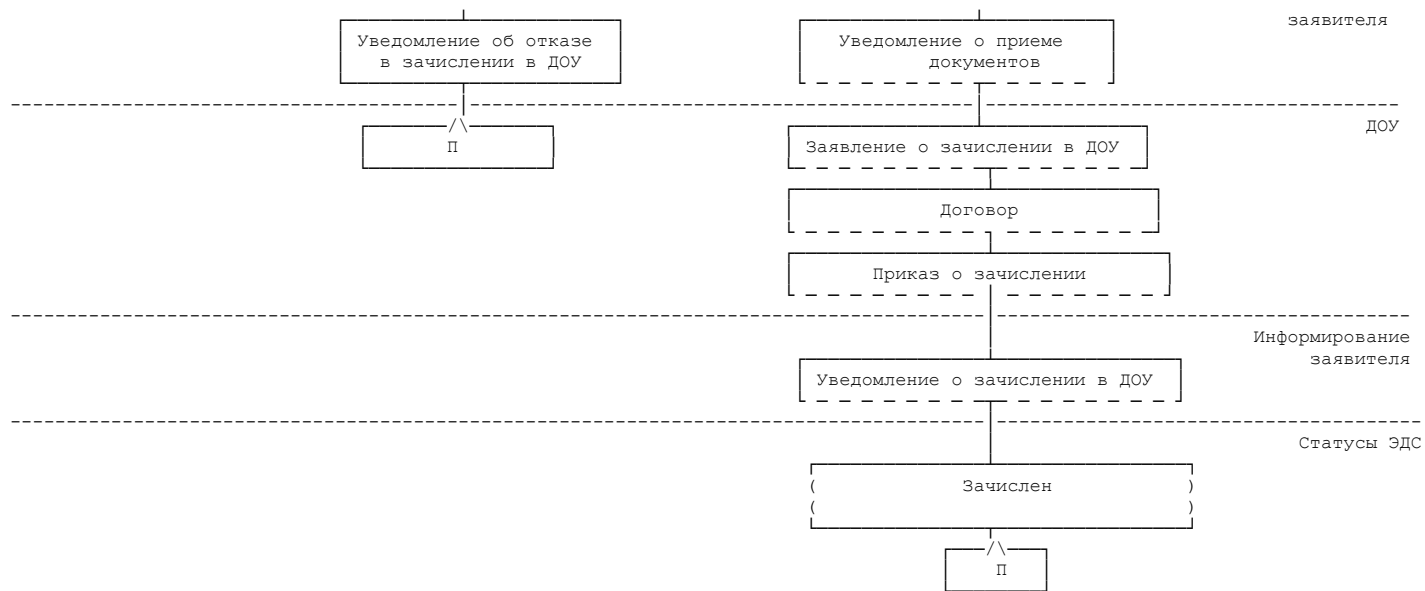 заявителя
Уведомление об отказе
в зачислении в ДОУ
Уведомление о приеме
документов
ДОУ
П
Заявление о зачислении в ДОУ
Договор
Приказ о зачислении
Информирование
заявителя
Уведомление о зачислении в ДОУ
Статусы ЭДС
Зачислен
П